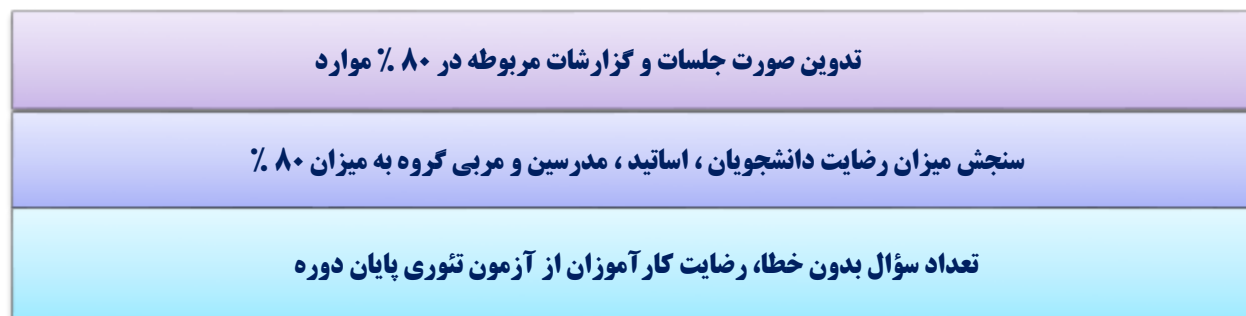 تدوین صورت جلسات و گزارشات مربوطه در ۸۰ % موارد
سنجش میزان رضایت دانشجویان ، اساتید ، مدرسین و مربی گروه به میزان ۸۰ %
تعداد سؤال بدون خطا، رضایت کارآموزان از آزمون تئوری پایان دوره